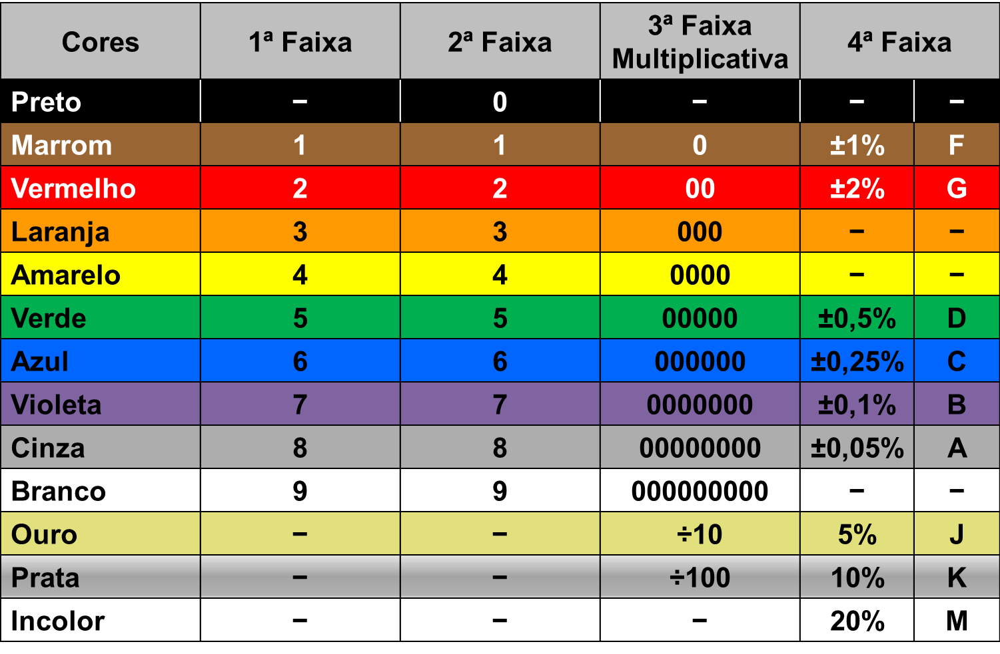 Cores 1ª Faixa 2ª Faixa 3ª Faixa Multiplicativa 4ª Faixa
Preto − 0 − − −
Marrom 1 1 0 ±1% F
Vermelho 2 2 00 ±2% G
Laranja 3 3 000 − −
Amarelo 4 4 0000 − −
Verde 5 5 00000 ±0,5% D
Azul 6 6 000000 ±0,25% C
Violeta 7 7 0000000 ±0,1% B
Cinza 8 8 00000000 ±0,05% A
Branco 9 9 000000000 − −
Ouro − − ÷10 5% J
Prata − − ÷100 10% K
Incolor − − − 20% M